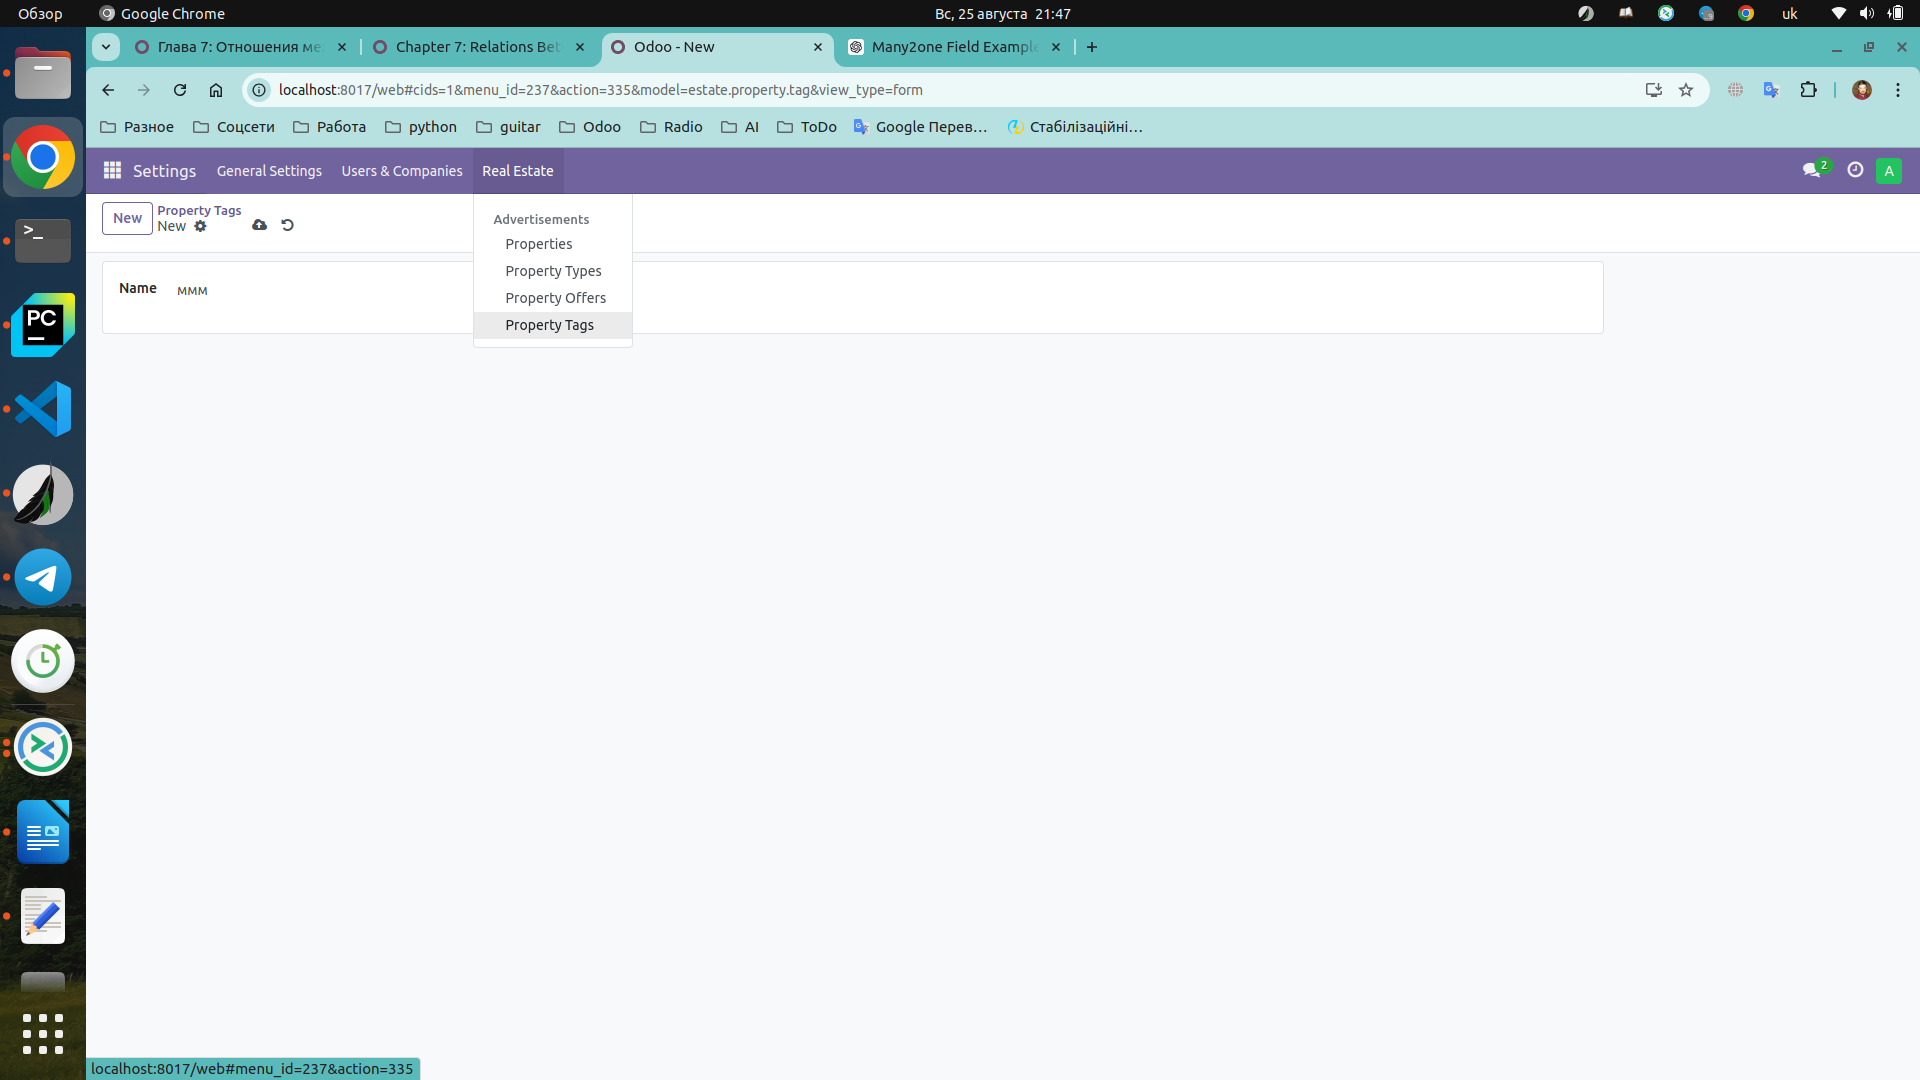 Обзор
Google Chrome
Вс, 25 августа 21:47
uk
Глава 7: Отношения ме
Chapter 7: Relations Bet
Odoo - New
Many2one Field Example
localhost:8017/web#cids=1&menu_id=237&action=335&model=estate.property.tag&view_type=form
Разное
Соцсети
Работа
python
guitar
Odoo
Radio
AI
ToDo
Google Перев…
Стабілізаційні…
Settings
General Settings
Users & Companies
Real Estate
2
A
New
Property Tags
New
Advertisements
Properties
Property Types
Property Offers
Property Tags
Name
ммм
>_
PC
localhost:8017/web#menu_id=237&action=335